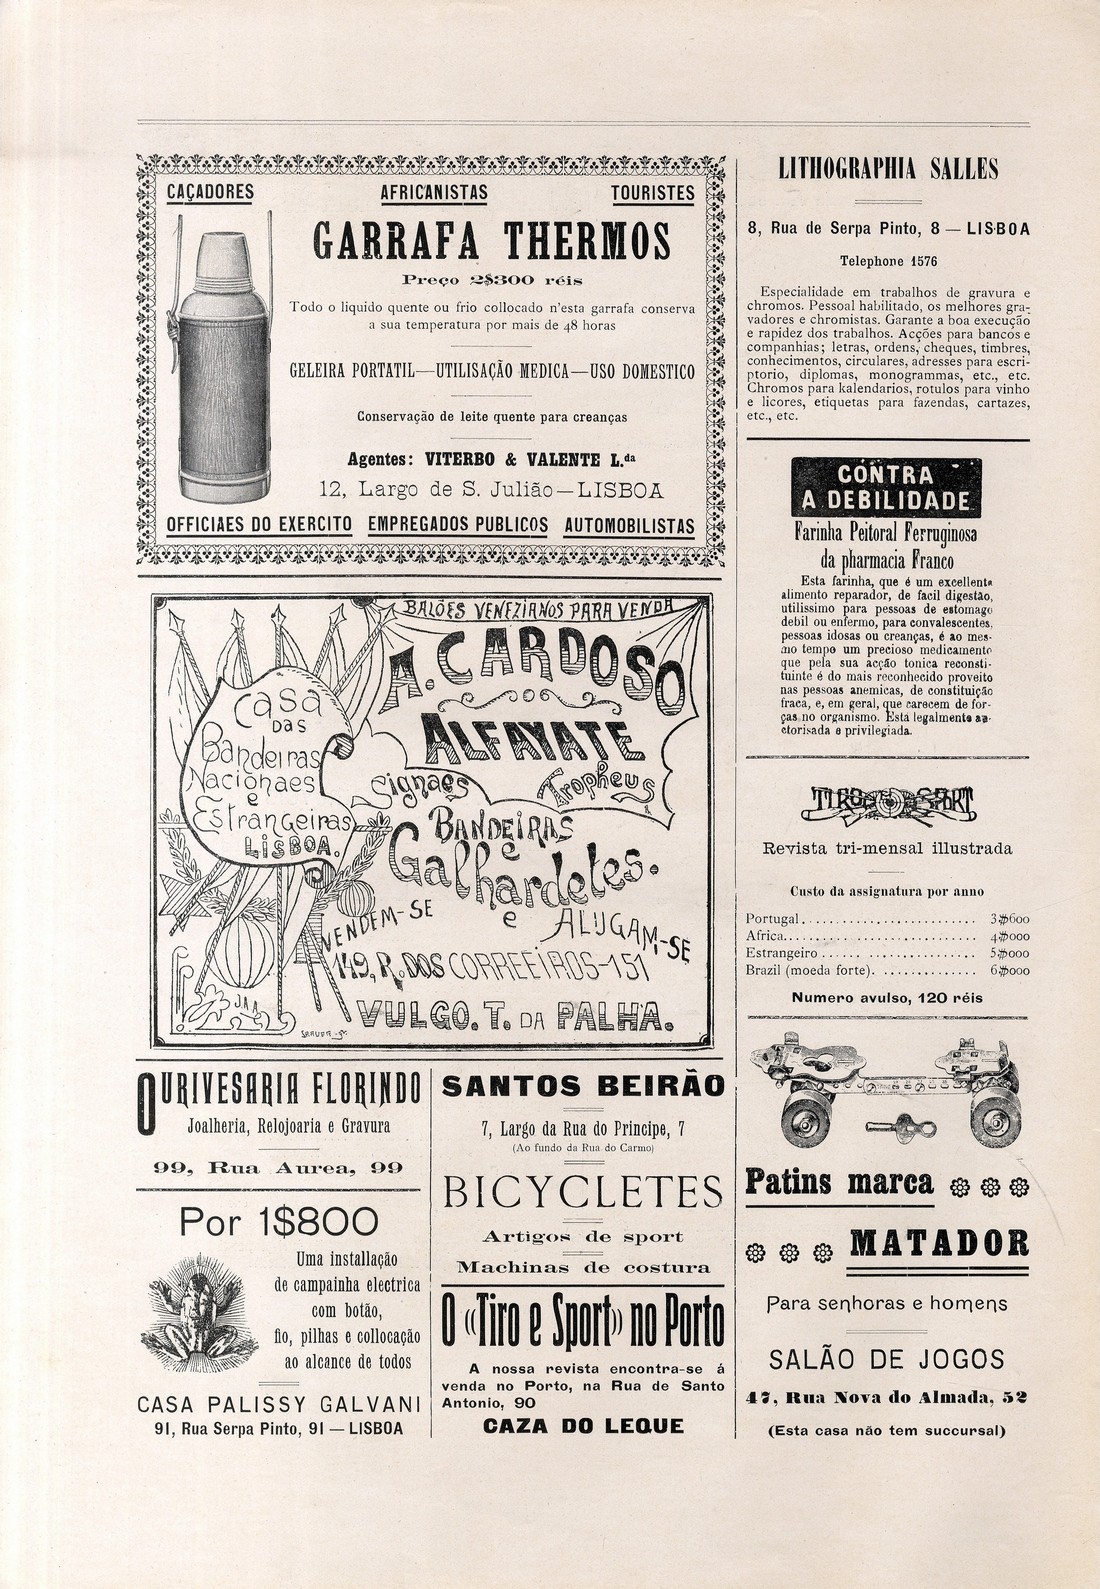 CAÇADORES AFRICANISTAS TOURISTES
GARRAFA THERMOS
Preço 2$300 réis
Todo o liquido quente ou frio collocado n'esta garrafa conserva
a sua temperatura por mais de 48 horas
GELEIRA PORTATIL—UTILISAÇÃO MEDICA—USO DOMESTICO
Conservação de leite quente para creanças
Agentes: VITERBO & VALENTE L.da
12, Largo de S. Julião—LISBOA
OFFICIAES DO EXERCITO EMPREGADOS PUBLICOS AUTOMOBILISTAS
BALÕES VENEZIANOS PARA VENDA
A. CARDOSO
ALFAYATE
Casa
DAS
Bandeiras
Nacionaes
e
Estrangeiras
LISBOA.
Signaes Tropheus
BANDEIRAS
e
Galhardetes.
VENDEM-SE
e
ALUGAM-SE
149, R. DOS CORREEIROS-151
VULGO. T. DA PALHA.
J.A.A.
OURIVESARIA FLORINDO
Joalheria, Relojoaria e Gravura
99, Rua Aurea, 99
Por 1$800
Uma installação
de campainha electrica
com botão,
fio, pilhas e collocação
ao alcance de todos
CASA PALISSY GALVANI
91, Rua Serpa Pinto, 91 — LISBOA
SANTOS BEIRÃO
7, Largo da Rua do Principe, 7
(Ao fundo da Rua do Carmo)
BICYCLETES
Artigos de sport
Machinas de costura
O «Tiro e Sport» no Porto
A nossa revista encontra-se á
venda no Porto, na Rua de Santo
Antonio, 90
CAZA DO LEQUE
LITHOGRAPHIA SALLES
8, Rua de Serpa Pinto, 8 — LISBOA
Telephone 1576
Especialidade em trabalhos de gravura e
chromos. Pessoal habilitado, os melhores gra-
vadores e chromistas. Garante a boa execução
e rapidez dos trabalhos. Acções para bancos e
companhias; letras, ordens, cheques, timbres,
conhecimentos, circulares, adresses para escri-
ptorio, diplomas, monogrammas, etc., etc.
Chromos para kalendarios, rotulos para vinho
e licores, etiquetas para fazendas, cartazes,
etc., etc.
CONTRA
A DEBILIDADE
Farinha Peitoral Ferruginosa
da pharmacia Franco
Esta farinha, que é um excellente
alimento reparador, de facil digestão,
utilissimo para pessoas de estomago
debil ou enfermo, para convalescentes,
pessoas idosas ou creanças, é ao mes-
mo tempo um precioso medicamento
que pela sua acção tonica reconsti-
tuinte é do mais reconhecido proveito
nas pessoas anemicas, de constituição
fraca, e, em geral, que carecem de for-
ças no organismo. Está legalmente au-
ctorisada e privilegiada.
TIRO E SPORT
Revista tri-mensal illustrada
Custo da assignatura por anno
Portugal . . . . . . . . . . 3$600
Africa . . . . . . . . . . 4$000
Estrangeiro . . . . . . . . . . 5$000
Brazil (moeda forte) . . . . . . . . . . 6$000
Numero avulso, 120 réis
Patins marca
MATADOR
Para senhoras e homens
SALÃO DE JOGOS
47, Rua Nova do Almada, 52
(Esta casa não tem succursal)